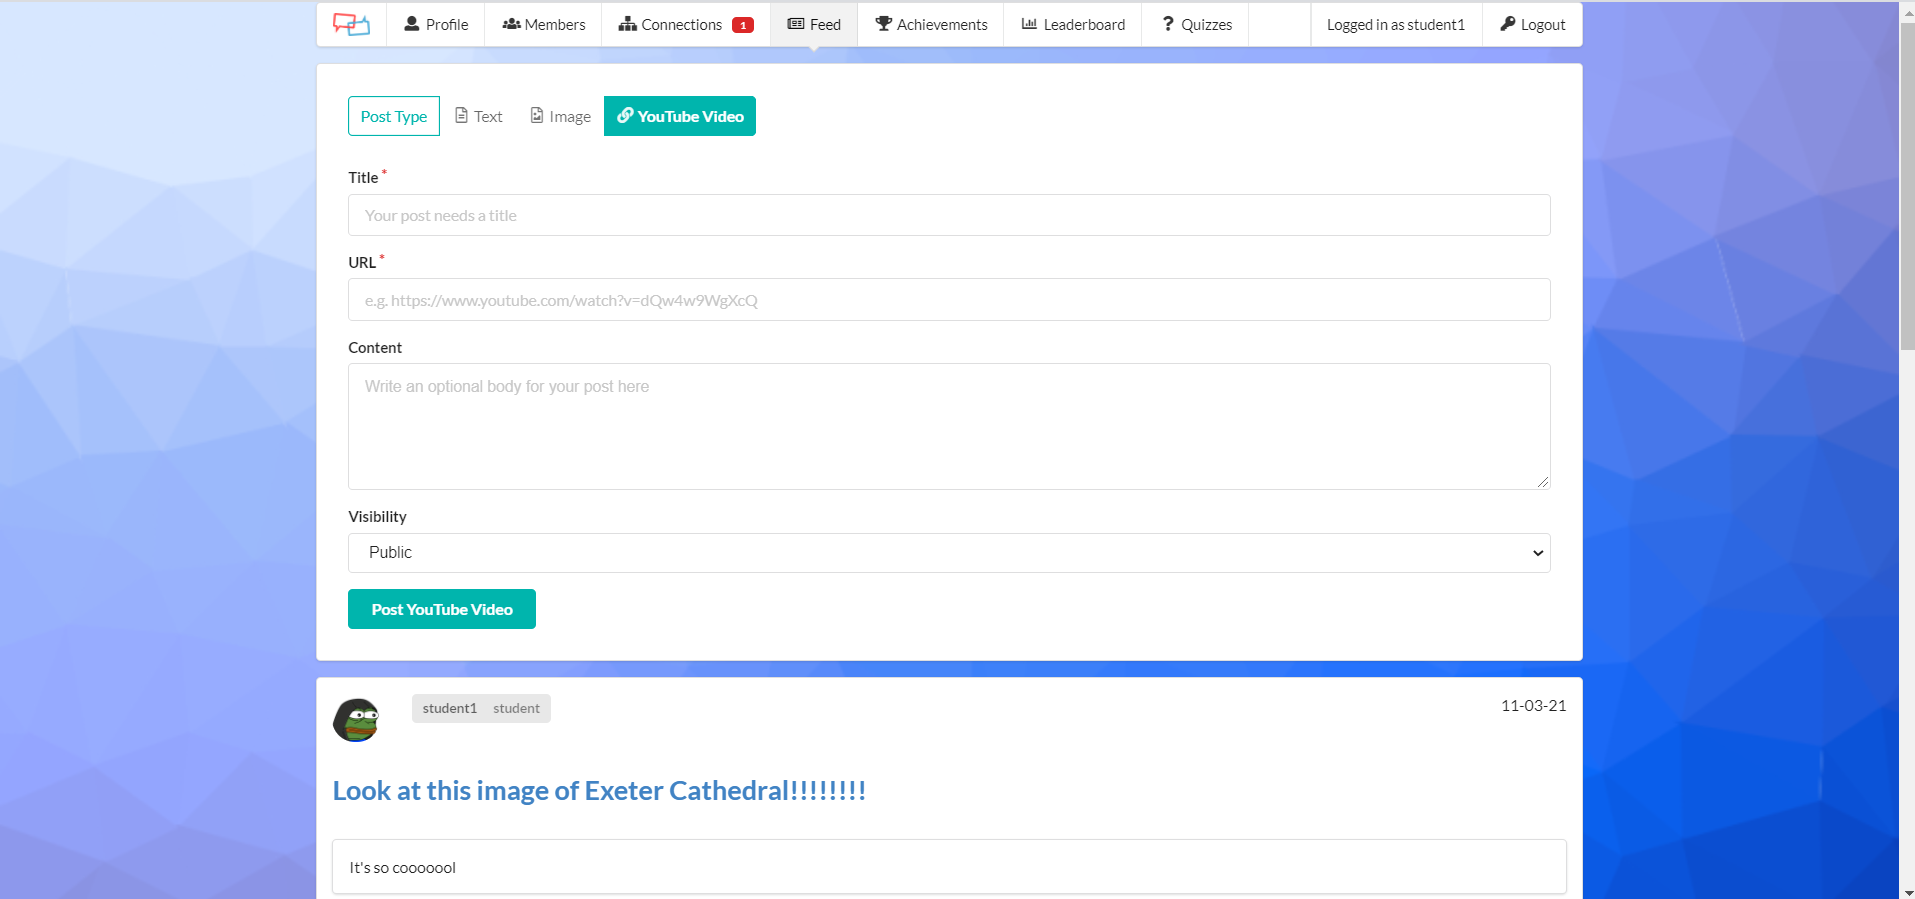 Profile Members Connections 1 Feed Achievements Leaderboard ? Quizzes Logged in as student1 Logout
Post Type Text Image YouTube Video
Title *
Your post needs a title
URL *
e.g. https://www.youtube.com/watch?v=dQw4w9WgXcQ
Content
Write an optional body for your post here
Visibility
Public
Post YouTube Video
student1 student 11-03-21
Look at this image of Exeter Cathedral!!!!!!!!
It's so cooooool